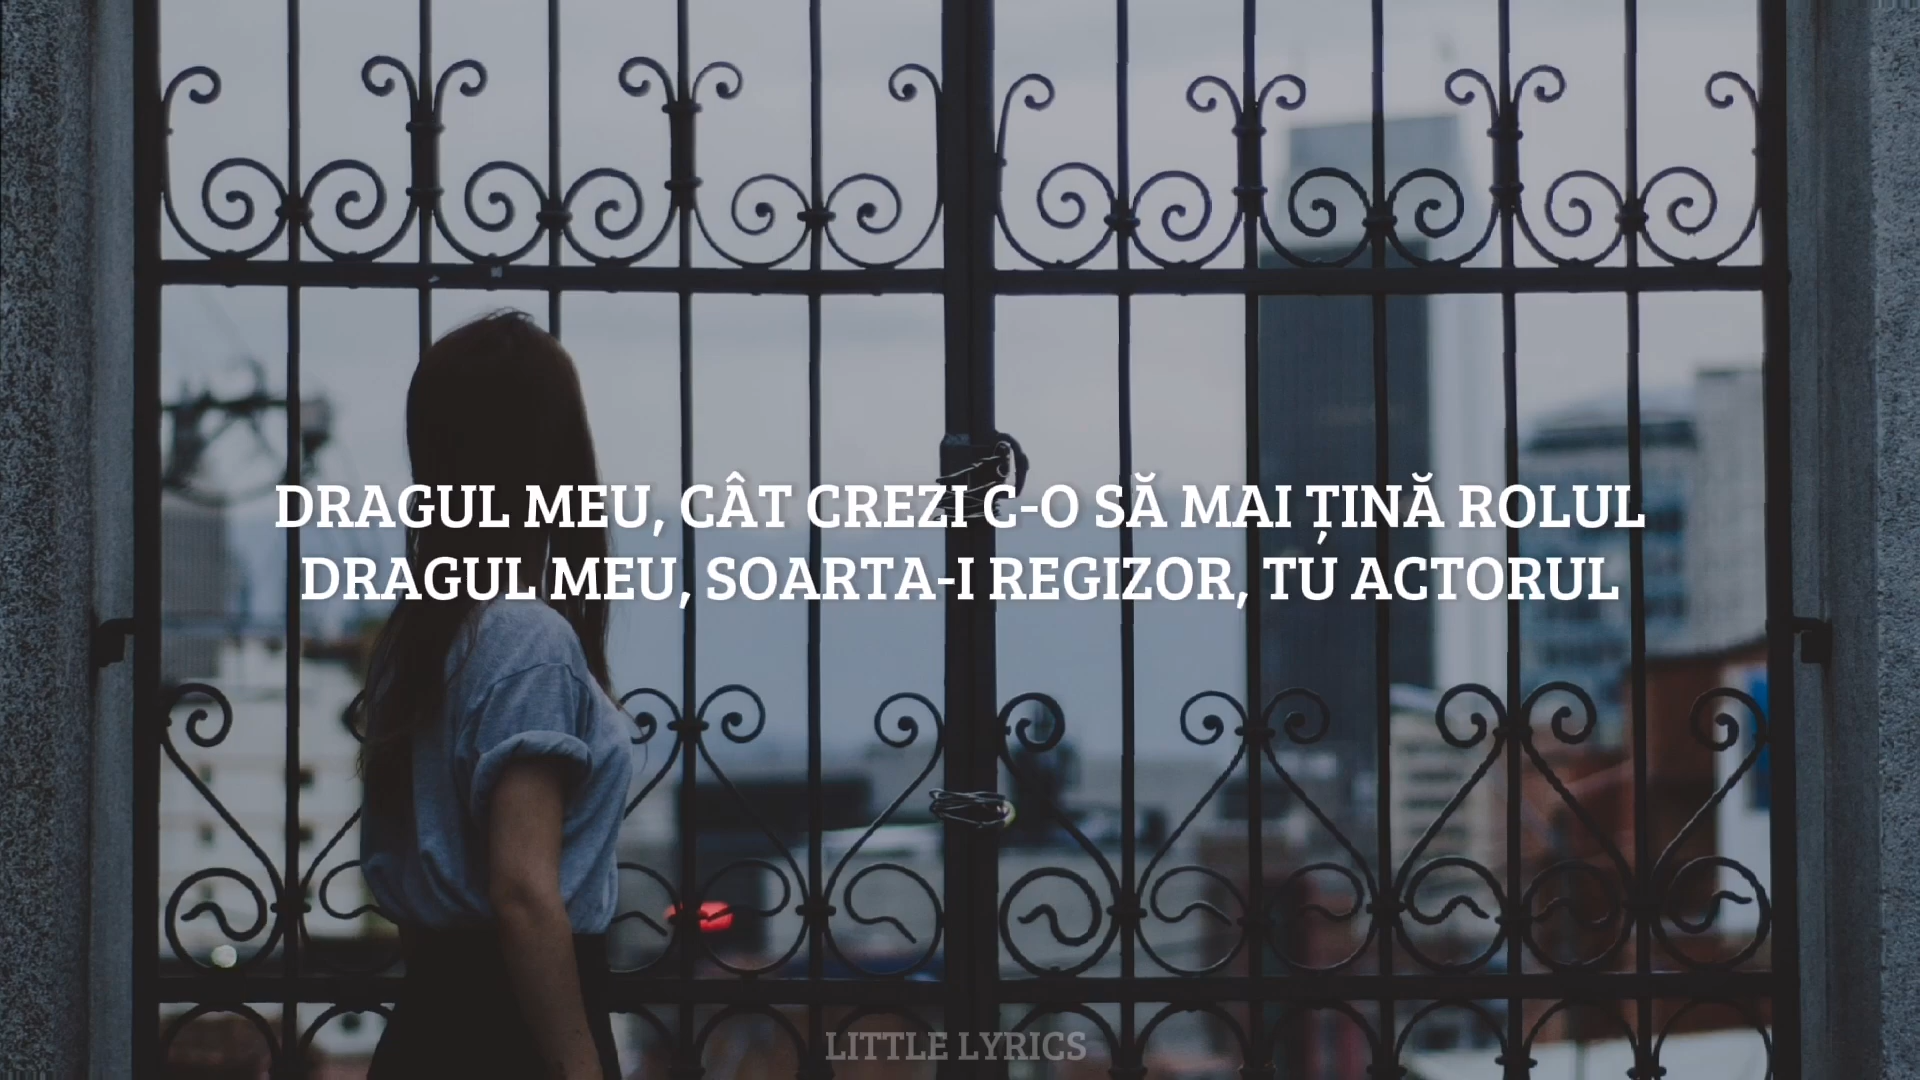 DRAGUL MEU, CÂT CREZI C-O SĂ MAI ȚINĂ ROLUL
DRAGUL MEU, SOARTA-I REGIZOR, TU ACTORUL
LITTLE LYRICS